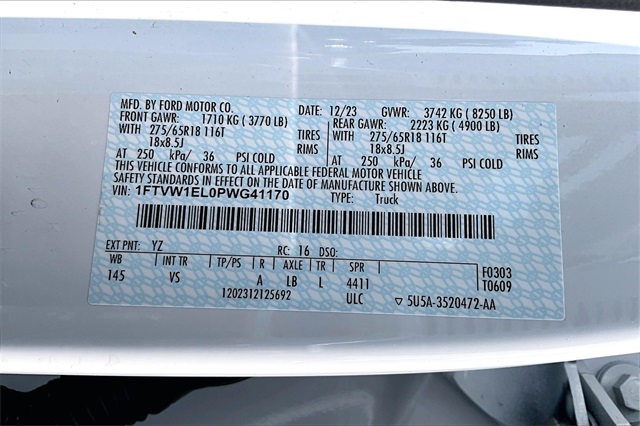 MFD. BY FORD MOTOR CO. DATE: 12/23 GVWR: 3742 KG ( 8250 LB)
FRONT GAWR: 1710 KG ( 3770 LB) REAR GAWR: 2223 KG ( 4900 LB)
WITH 275/65R18 116T TIRES WITH 275/65R18 116T TIRES
18x8.5J RIMS 18x8.5J RIMS
AT 250 kPa/ 36 PSI COLD AT 250 kPa/ 36 PSI COLD
THIS VEHICLE CONFORMS TO ALL APPLICABLE FEDERAL MOTOR VEHICLE
SAFETY STANDARDS IN EFFECT ON THE DATE OF MANUFACTURE SHOWN ABOVE.
VIN: 1FTVW1EL0PWG41170 TYPE: Truck
EXT PNT: YZ RC: 16 DSO: F0303
WB INT TR TP/PS R AXLE TR SPR T0609
145 VS A LB L 4411
1202312125692 ULC ▽ 5U5A-3520472-AA